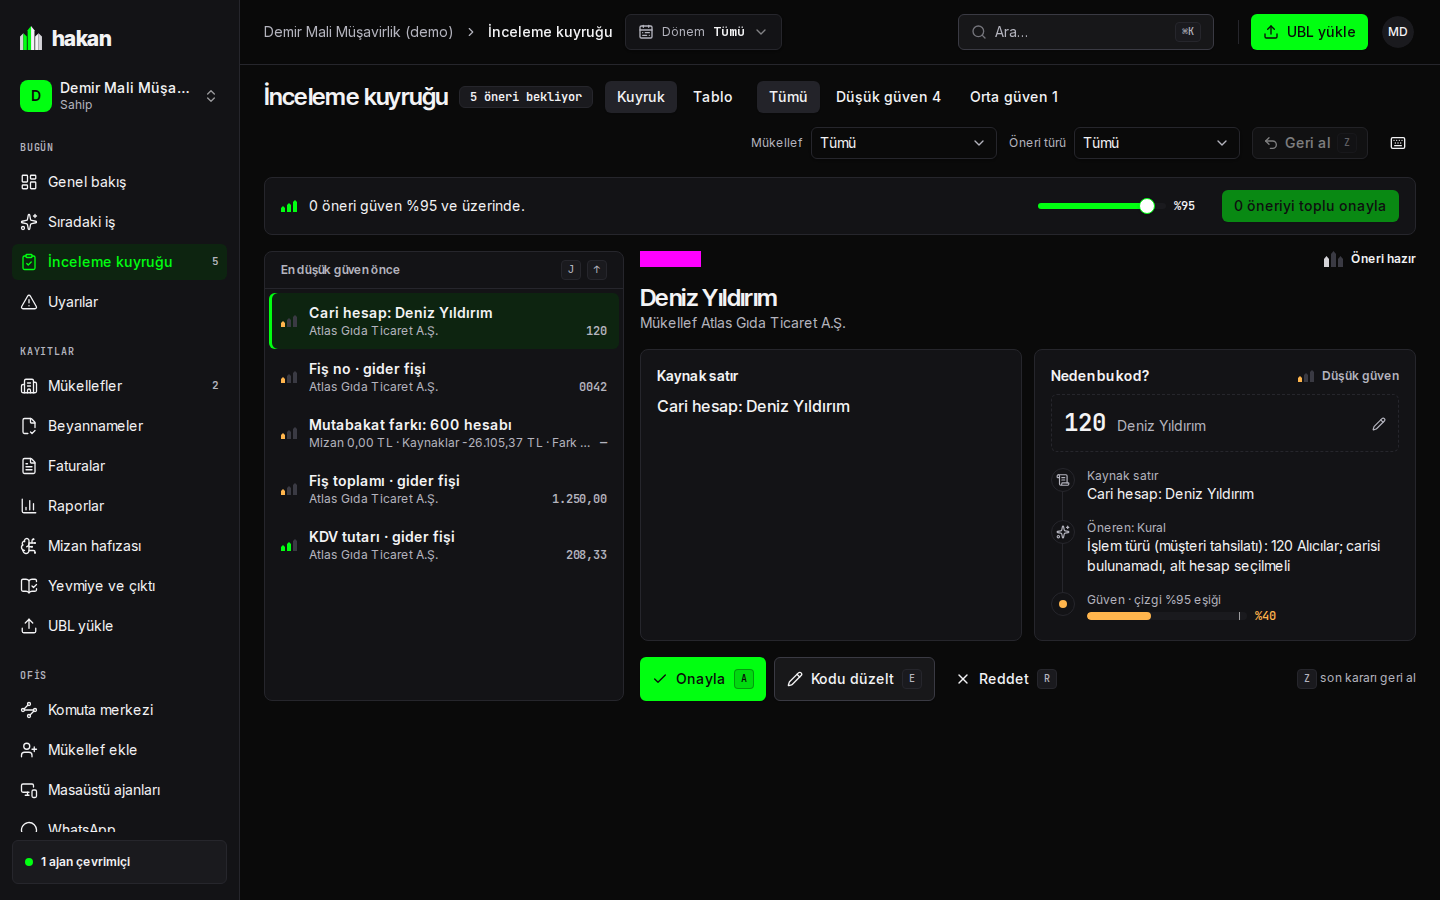 hakan
Demir Mali Müşavirlik (demo) › İnceleme kuyruğu
Dönem Tümü
Ara…
⌘K
UBL yükle
MD
D
Demir Mali Müşa…
Sahip
BUGÜN
Genel bakış
Sıradaki iş
İnceleme kuyruğu 5
Uyarılar
KAYITLAR
Mükellefler 2
Beyannameler
Faturalar
Raporlar
Mizan hafızası
Yevmiye ve çıktı
UBL yükle
OFİS
Komuta merkezi
Mükellef ekle
Masaüstü ajanları
WhatsApp
1 ajan çevrimiçi
İnceleme kuyruğu
5 öneri bekliyor
Kuyruk Tablo
Tümü Düşük güven 4 Orta güven 1
Mükellef Tümü
Öneri türü Tümü
Geri al Z
0 öneri güven %95 ve üzerinde.
%95
0 öneriyi toplu onayla
En düşük güven önce
J ↑
Cari hesap: Deniz Yıldırım
Atlas Gıda Ticaret A.Ş. 120
Fiş no · gider fişi
Atlas Gıda Ticaret A.Ş. 0042
Mutabakat farkı: 600 hesabı
Mizan 0,00 TL · Kaynaklar -26.105,37 TL · Fark … —
Fiş toplamı · gider fişi
Atlas Gıda Ticaret A.Ş. 1.250,00
KDV tutarı · gider fişi
Atlas Gıda Ticaret A.Ş. 208,33
Öneri hazır
Deniz Yıldırım
Mükellef Atlas Gıda Ticaret A.Ş.
Kaynak satır
Cari hesap: Deniz Yıldırım
Neden bu kod?
Düşük güven
120 Deniz Yıldırım
Kaynak satır
Cari hesap: Deniz Yıldırım
Öneren: Kural
İşlem türü (müşteri tahsilatı): 120 Alıcılar; carisi
bulunamadı, alt hesap seçilmeli
Güven · çizgi %95 eşiği
%40
Onayla A
Kodu düzelt E
Reddet R
Z son kararı geri al